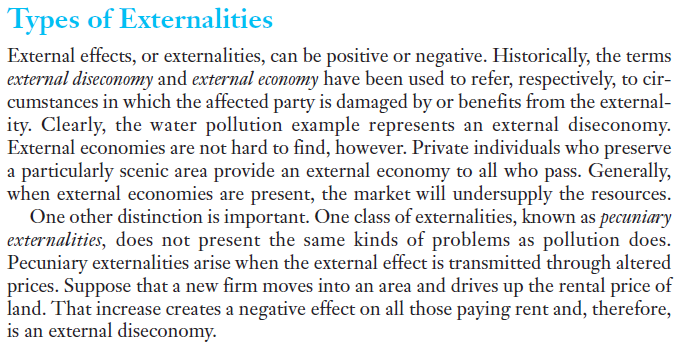 Types of Externalities
External effects, or externalities, can be positive or negative. Historically, the terms
external diseconomy and external economy have been used to refer, respectively, to cir-
cumstances in which the affected party is damaged by or benefits from the external-
ity. Clearly, the water pollution example represents an external diseconomy.
External economies are not hard to find, however. Private individuals who preserve
a particularly scenic area provide an external economy to all who pass. Generally,
when external economies are present, the market will undersupply the resources.
One other distinction is important. One class of externalities, known as pecuniary
externalities, does not present the same kinds of problems as pollution does.
Pecuniary externalities arise when the external effect is transmitted through altered
prices. Suppose that a new firm moves into an area and drives up the rental price of
land. That increase creates a negative effect on all those paying rent and, therefore,
is an external diseconomy.